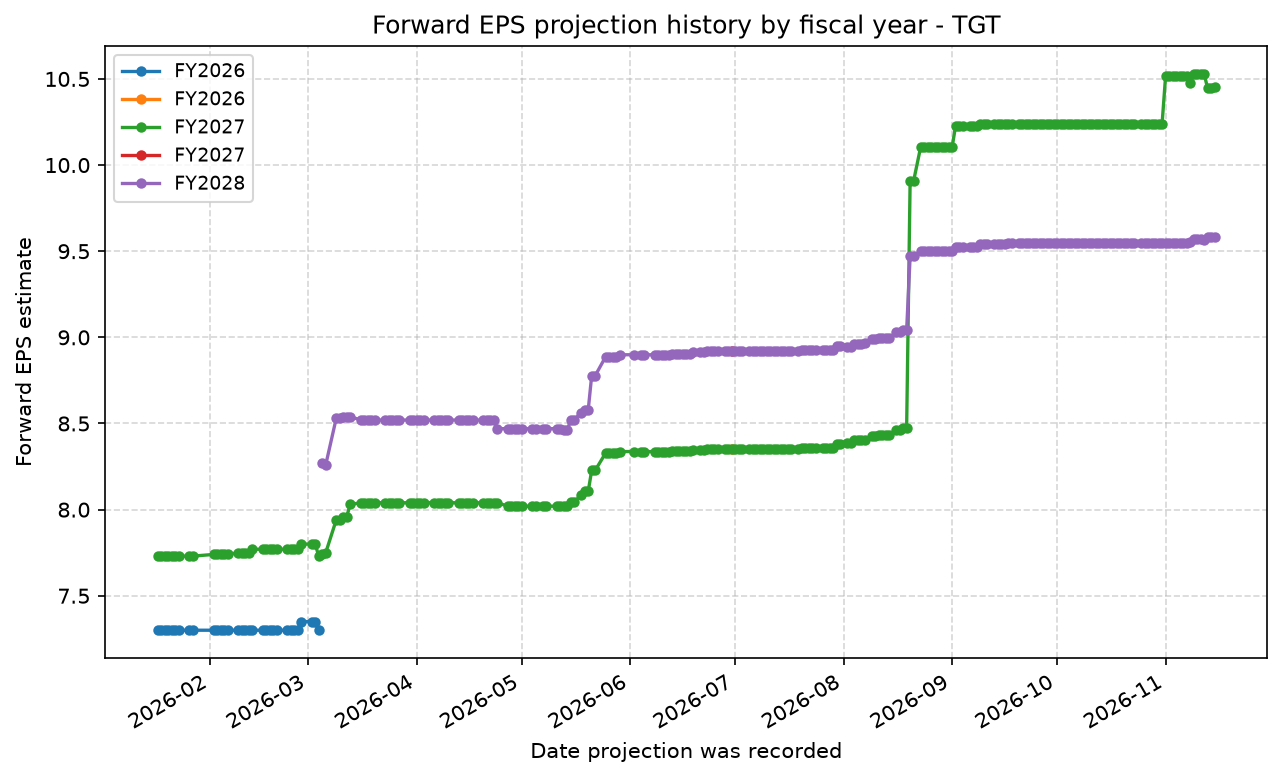 Forward EPS projection history by fiscal year - TGT
FY2026
FY2026
FY2027
FY2027
FY2028
10.5
10.0
9.5
9.0
8.5
8.0
7.5
Forward EPS estimate
2026-02
2026-03
2026-04
2026-05
2026-06
2026-07
2026-08
2026-09
2026-10
2026-11
Date projection was recorded